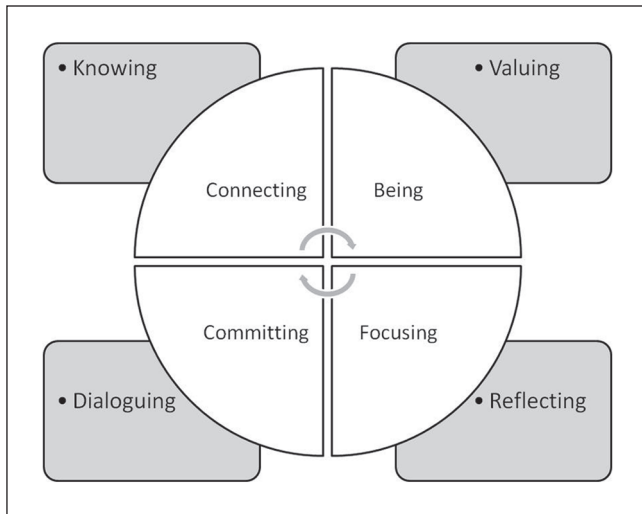 • Knowing
• Valuing
Connecting
Being
Committing
Focusing
• Dialoguing
• Reflecting